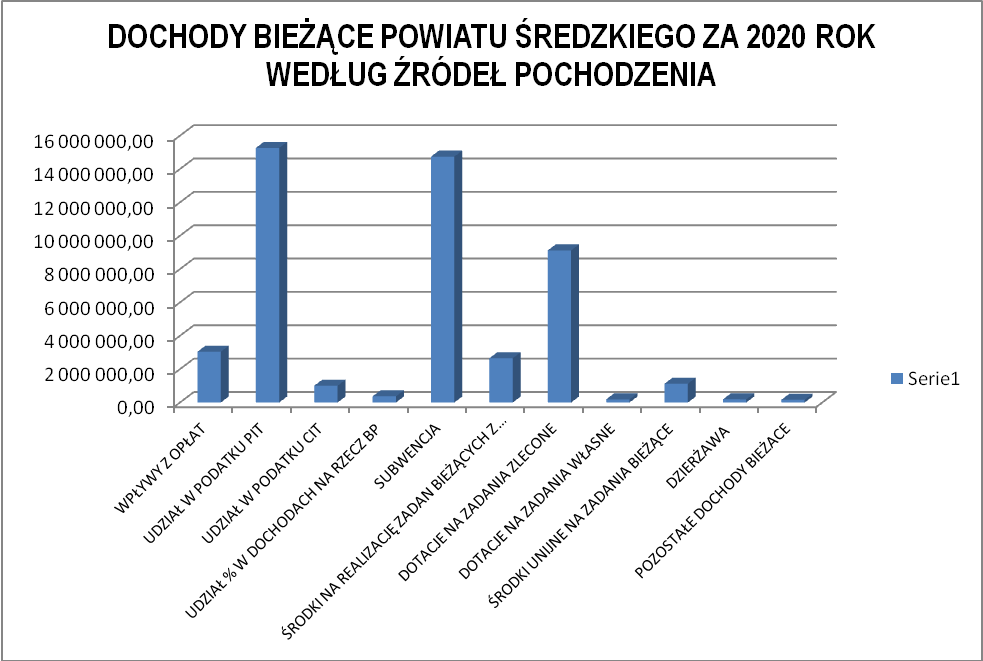 DOCHODY BIEŻĄCE POWIATU ŚREDZKIEGO ZA 2020 ROK
WEDŁUG ŹRÓDEŁ POCHODZENIA
16 000 000,00
14 000 000,00
12 000 000,00
10 000 000,00
8 000 000,00
6 000 000,00
4 000 000,00
2 000 000,00
0,00
WPŁYWY Z OPŁAT
UDZIAŁ W PODATKU PIT
UDZIAŁ W PODATKU CIT
UDZIAŁ % W DOCHODACH NA RZECZ BP
SUBWENCJA
ŚRODKI NA REALIZACJĘ ZADAN BIEŻĄCYCH Z...
DOTACJE NA ZADANIA ZLECONE
DOTACJE NA ZADANIA WŁASNE
ŚRODKI UNIJNE NA ZADANIA BIEŻĄCE
DZIERŻAWA
POZOSTAŁE DOCHODY BIEŻACE
Serie1